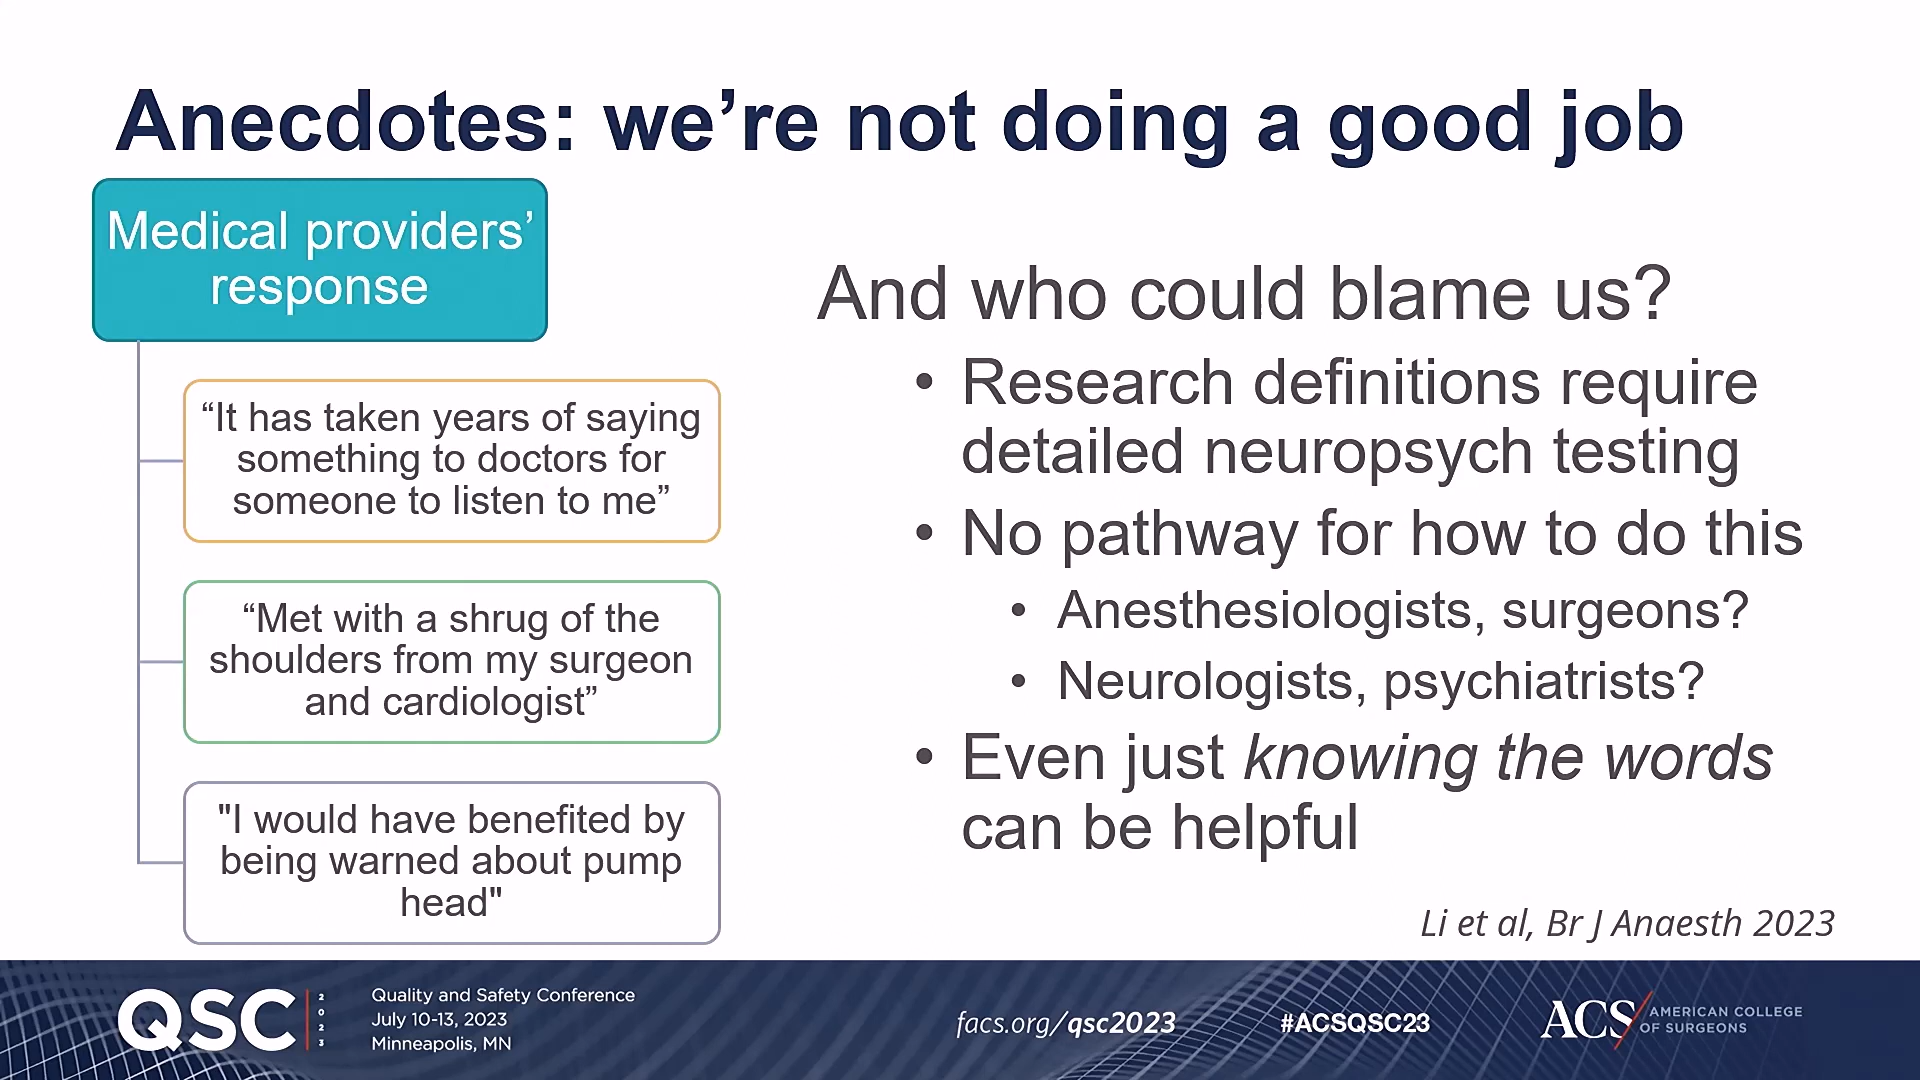 Anecdotes: we’re not doing a good job
Medical providers’
response
“It has taken years of saying
something to doctors for
someone to listen to me”
“Met with a shrug of the
shoulders from my surgeon
and cardiologist”
"I would have benefited by
being warned about pump
head"
And who could blame us?
• Research definitions require
detailed neuropsych testing
• No pathway for how to do this
• Anesthesiologists, surgeons?
• Neurologists, psychiatrists?
• Even just knowing the words
can be helpful
Li et al, Br J Anaesth 2023
QSC 2023
Quality and Safety Conference
July 10-13, 2023
Minneapolis, MN
facs.org/qsc2023
#ACSQSC23
ACS
AMERICAN COLLEGE
OF SURGEONS